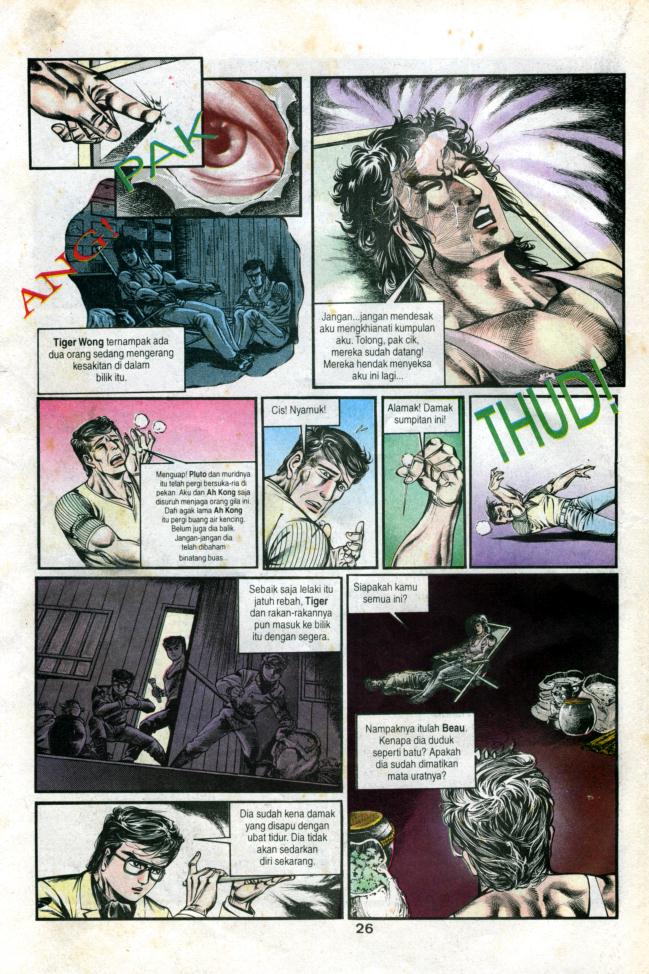 PAK
ANG!
Tiger Wong ternampak ada
dua orang sedang mengerang
kesakitan di dalam
bilik itu.
Jangan...jangan mendesak
aku mengkhianati kumpulan
aku. Tolong, pak cik,
mereka sudah datang!
Mereka hendak menyeksa
aku ini lagi...
Menguap! Pluto dan muridnya
itu telah pergi bersuka-ria di
pekan. Aku dan Ah Kong saja
disuruh menjaga orang gila ini.
Dah agak lama Ah Kong
itu pergi buang air kencing.
Belum juga dia balik.
Jangan-jangan dia
telah dibaham
binatang buas...
Cis! Nyamuk!
Alamak! Damak
sumpitan ini!
THUD!
Sebaik saja lelaki itu
jatuh rebah, Tiger
dan rakan-rakannya
pun masuk ke bilik
itu dengan segera.
Siapakah kamu
semua ini?
Nampaknya itulah Beau.
Kenapa dia duduk
seperti batu? Apakah
dia sudah dimatikan
mata uratnya?
Dia sudah kena damak
yang disapu dengan
ubat tidur. Dia tidak
akan sedarkan
diri sekarang.
26